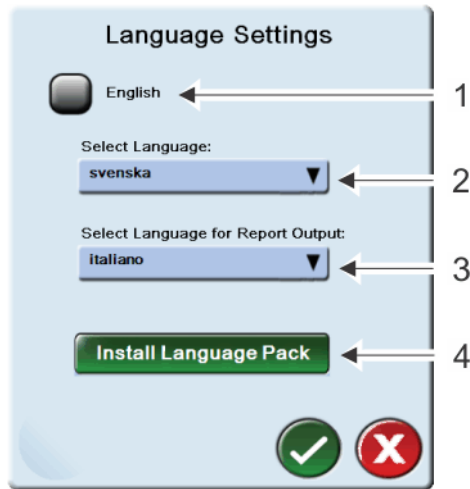 Language Settings
English
1
Select Language:
svenska
2
Select Language for Report Output:
italiano
3
Install Language Pack
4
X